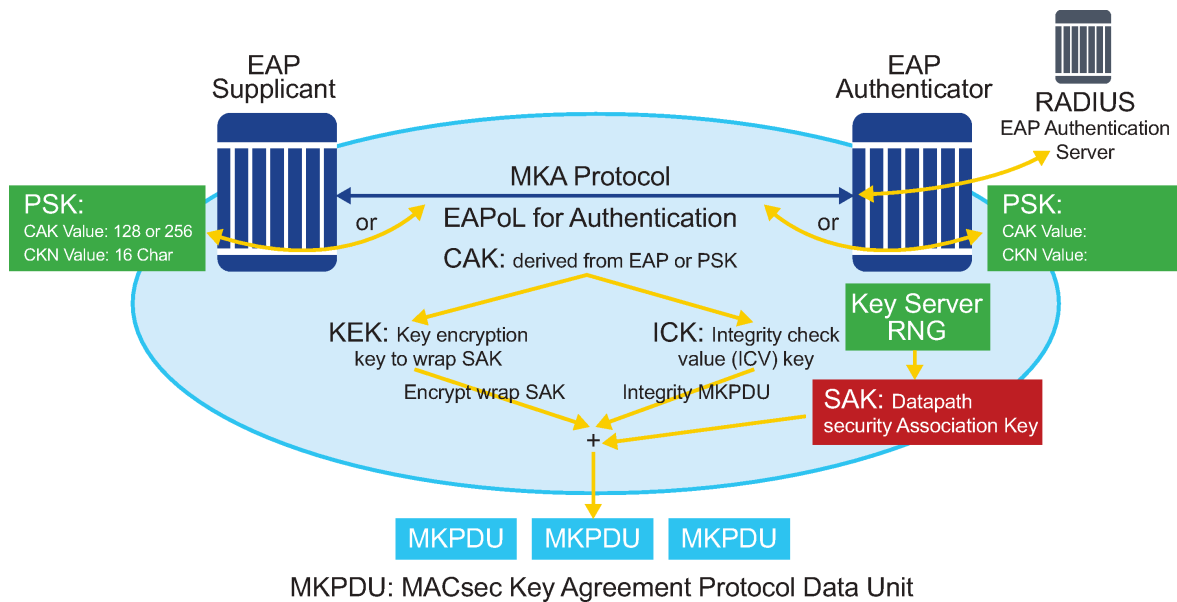 EAP
Supplicant
EAP
Authenticator
RADIUS
EAP Authentication
Server
MKA Protocol
PSK:
CAK Value: 128 or 256
CKN Value: 16 Char
or
EAPoL for Authentication
or
PSK:
CAK Value:
CKN Value:
CAK: derived from EAP or PSK
KEK: Key encryption
key to wrap SAK
ICK: Integrity check
value (ICV) key
Key Server
RNG
Encrypt wrap SAK
Integrity MKPDU
SAK: Datapath
security Association Key
+
MKPDU
MKPDU
MKPDU
MKPDU: MACsec Key Agreement Protocol Data Unit